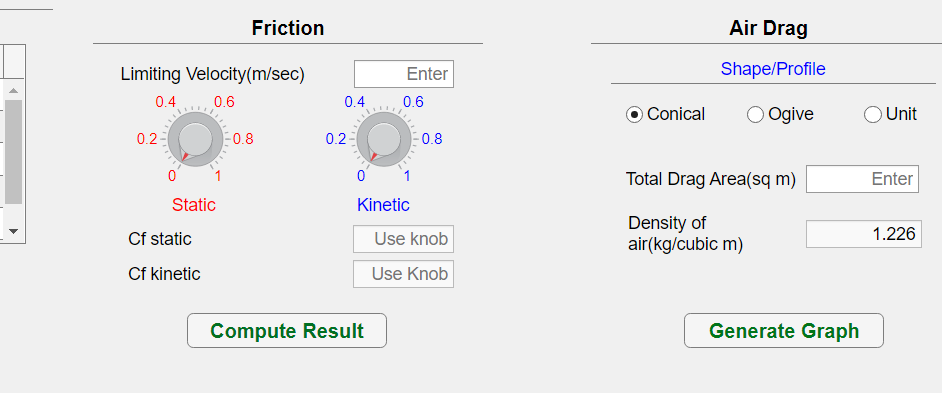 Friction
Limiting Velocity(m/sec)
Enter
0.4
0.6
0.2
0.8
0
1
Static
0.4
0.6
0.2
0.8
0
1
Kinetic
Cf static
Use knob
Cf kinetic
Use Knob
Compute Result
Air Drag
Shape/Profile
Conical
Ogive
Unit
Total Drag Area(sq m)
Enter
Density of
air(kg/cubic m)
1.226
Generate Graph